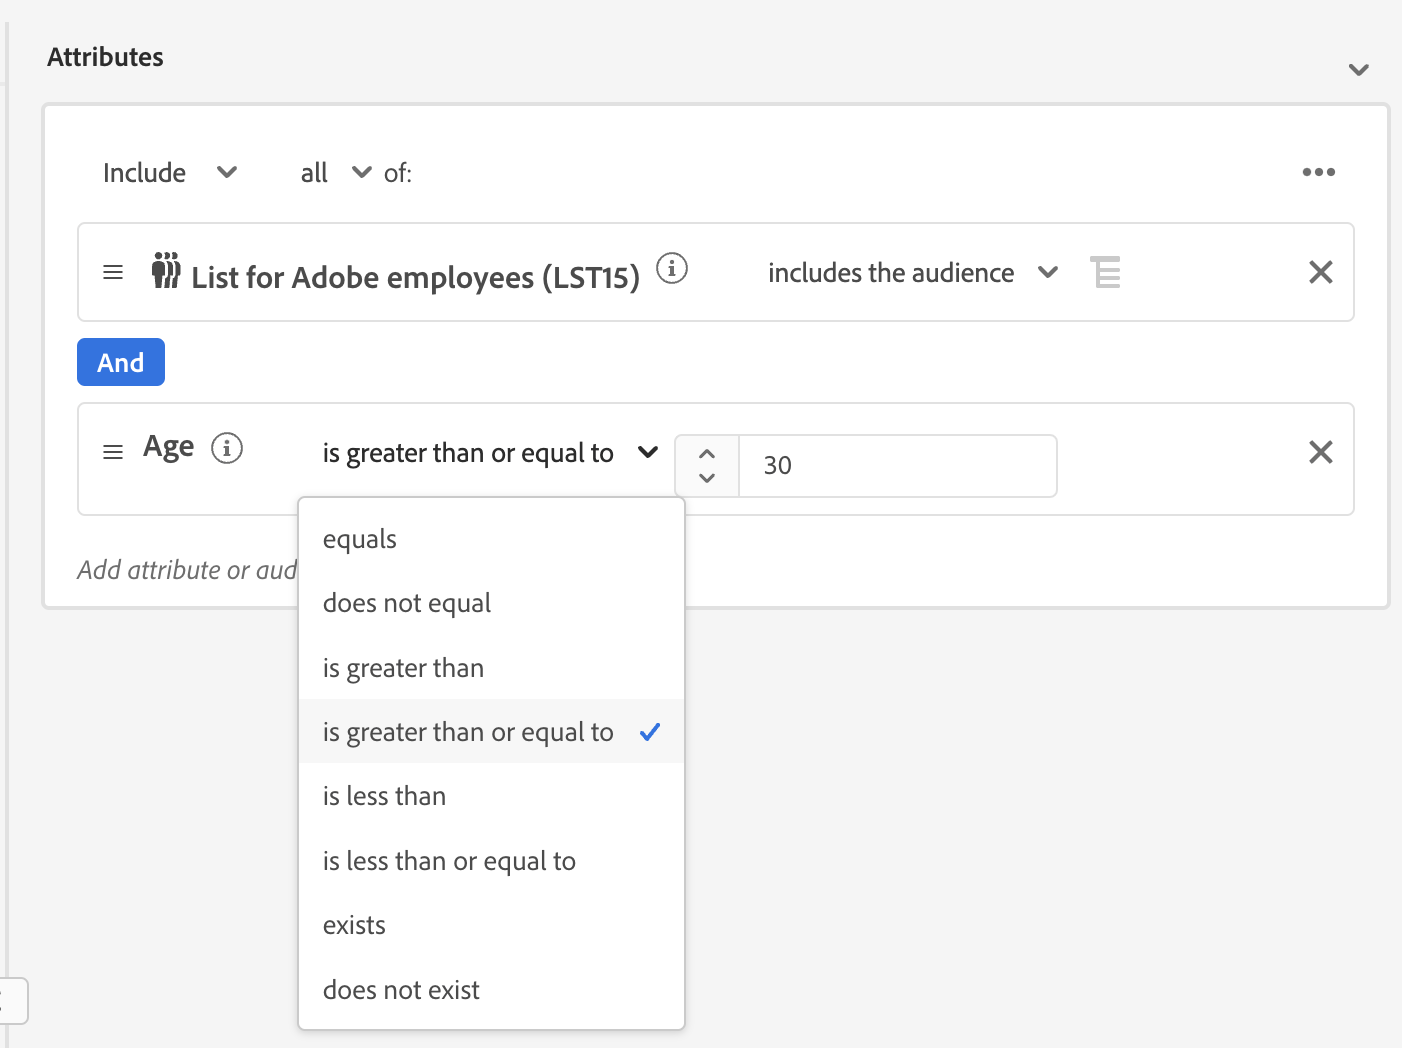 Attributes
Include all of:
List for Adobe employees (LST15) includes the audience
And
Age is greater than or equal to 30
Add attribute or aud
equals
does not equal
is greater than
is greater than or equal to
is less than
is less than or equal to
exists
does not exist